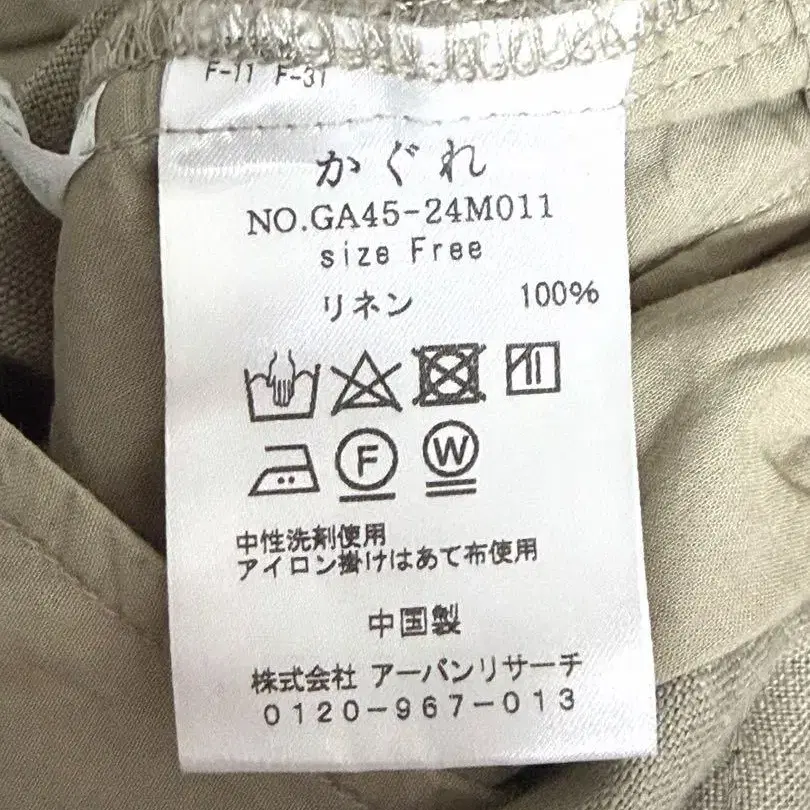 F-11 F-31
かぐれ
NO.GA45-24M011
size Free
リネン 100%
F W
中性洗剤使用
アイロン掛けはあて布使用
中国製
株式会社 アーバンリサーチ
0120-967-013